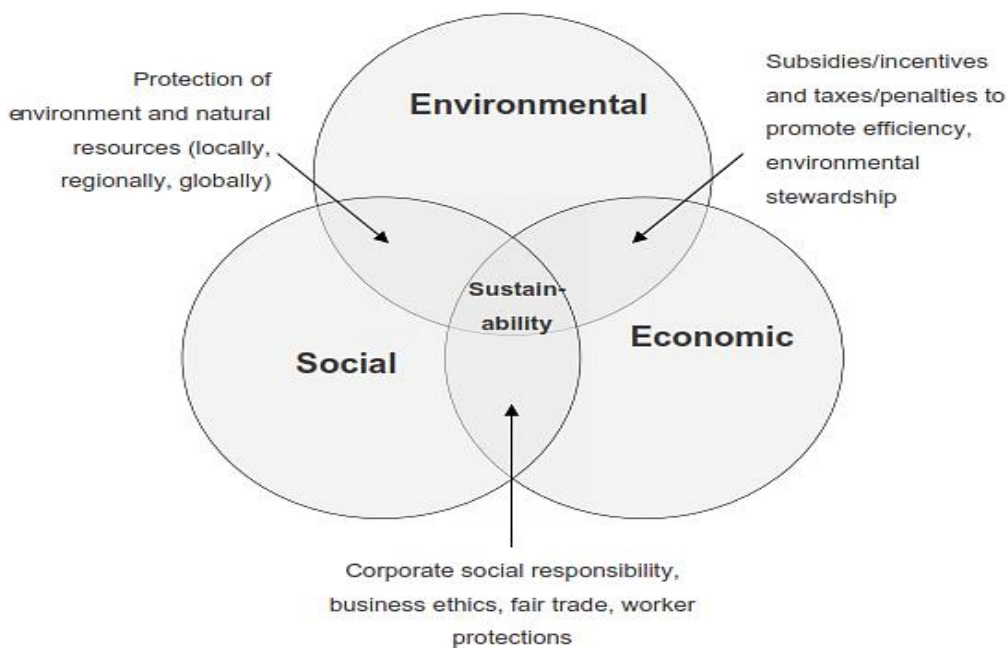 Protection of
environment and natural
resources (locally,
regionally, globally)
Environmental
Subsidies/incentives
and taxes/penalties to
promote efficiency,
environmental
stewardship
Sustain-
ability
Social
Economic
Corporate social responsibility,
business ethics, fair trade, worker
protections